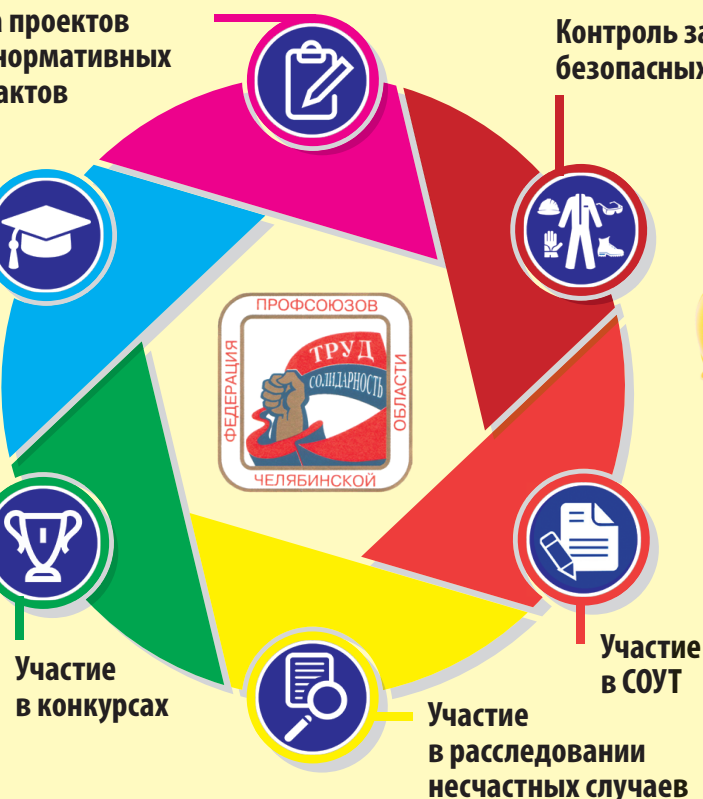 проектов
нормативных
актов
Контроль за
безопасных
ПРОФСОЮЗОВ
ФЕДЕРАЦИЯ
ТРУД
СОЛИДАРНОСТЬ
ОБЛАСТИ
ЧЕЛЯБИНСКОЙ
Участие
в конкурсах
Участие
в СОУТ
Участие
в расследовании
несчастных случаев